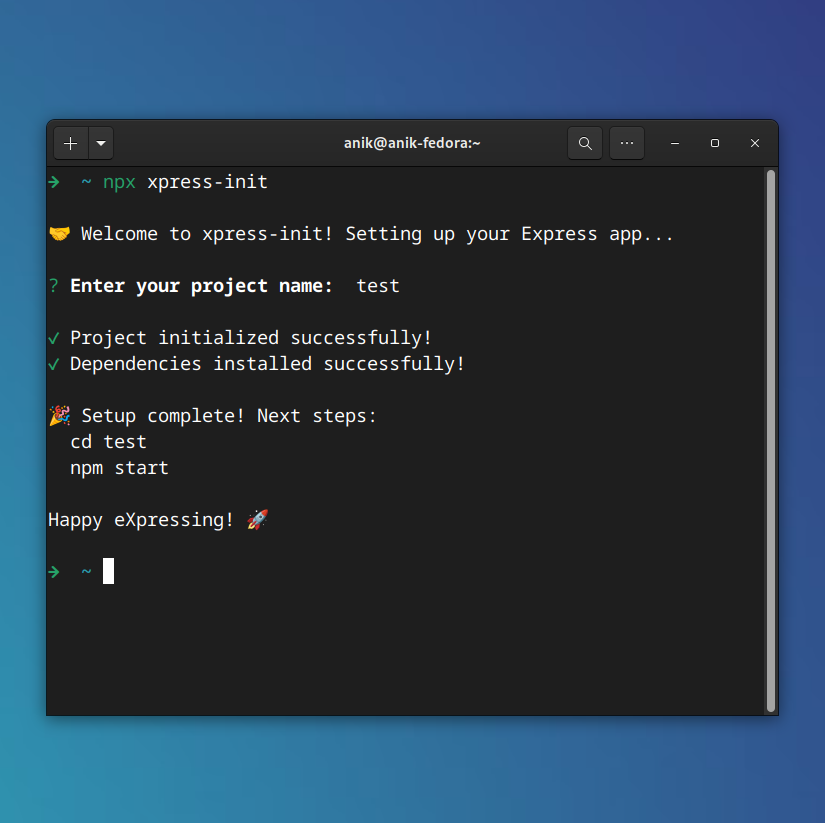 anik@anik-fedora:~
➜ ~ npx xpress-init
🤝 Welcome to xpress-init! Setting up your Express app...
? Enter your project name: test
✓ Project initialized successfully!
✓ Dependencies installed successfully!
🎉 Setup complete! Next steps:
cd test
npm start
Happy eXpressing! 🚀
➜ ~